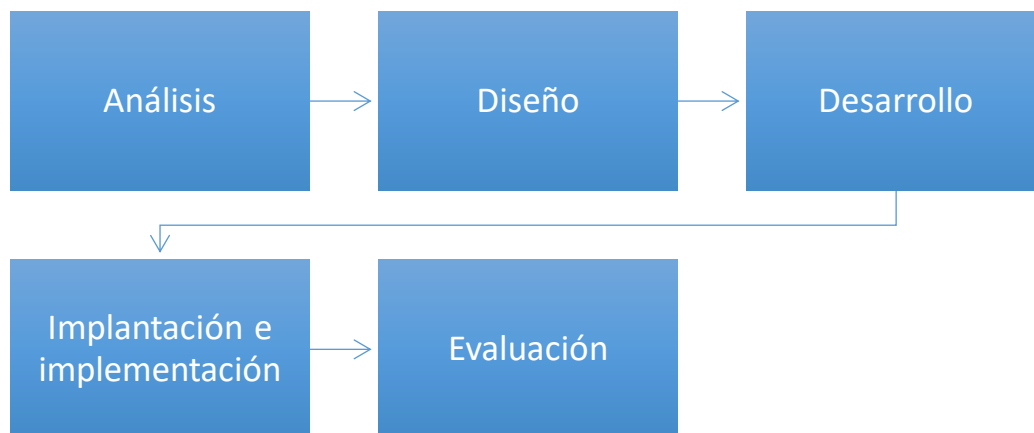 Análisis
Diseño
Desarrollo
Implantación e
implementación
Evaluación